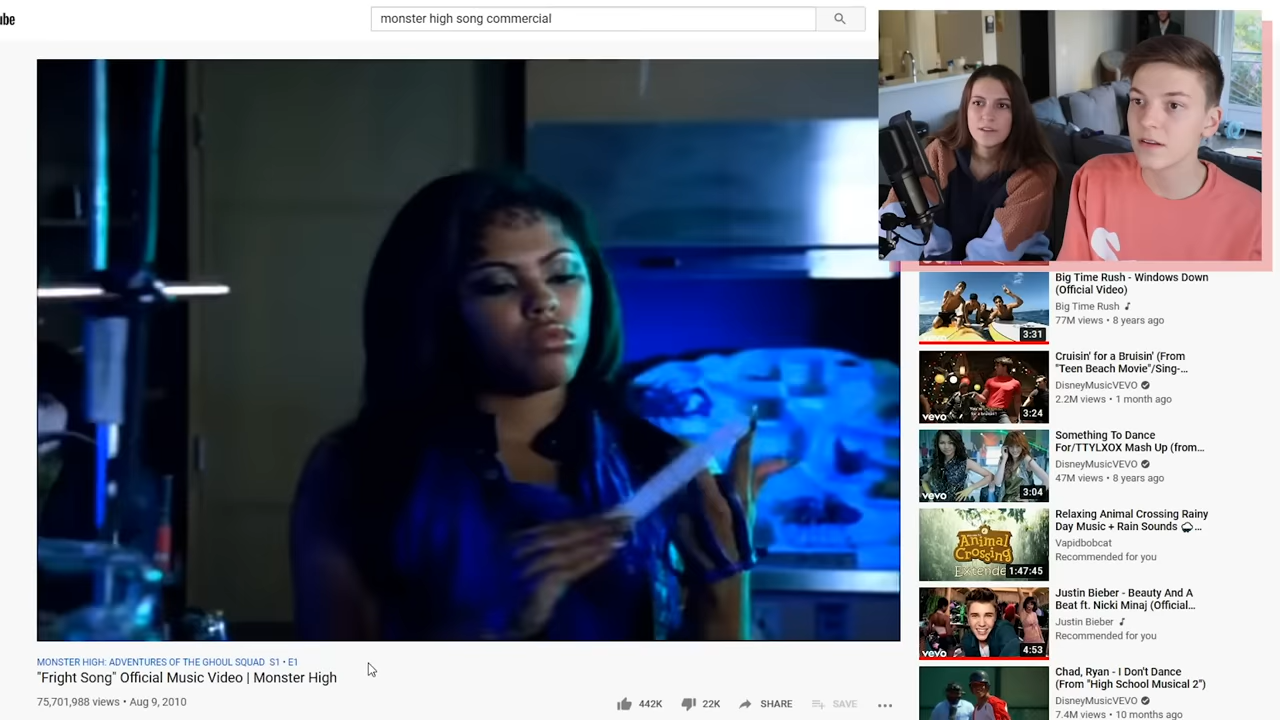 ube
monster high song commercial
Big Time Rush - Windows Down
(Official Video)
Big Time Rush
77M views • 8 years ago
3:31
Cruisin' for a Bruisin' (From
"Teen Beach Movie"/Sing-...
DisneyMusicVEVO
2.2M views • 1 month ago
vevo
3:24
Something To Dance
For/TTYLXOX Mash Up (from...
DisneyMusicVEVO
47M views • 8 years ago
vevo
3:04
Relaxing Animal Crossing Rainy
Day Music + Rain Sounds
Vapidbobcat
Recommended for you
Animal
Crossing
Extende
1:47:45
Justin Bieber - Beauty And A
Beat ft. Nicki Minaj (Official...
Justin Bieber
Recommended for you
vevo
4:53
MONSTER HIGH: ADVENTURES OF THE GHOUL SQUAD S1 • E1
"Fright Song" Official Music Video | Monster High
75,701,988 views • Aug 9, 2010
442K
22K
SHARE
SAVE
Chad, Ryan - I Don't Dance
(From "High School Musical 2")
DisneyMusicVEVO
7.4M views • 10 months ago